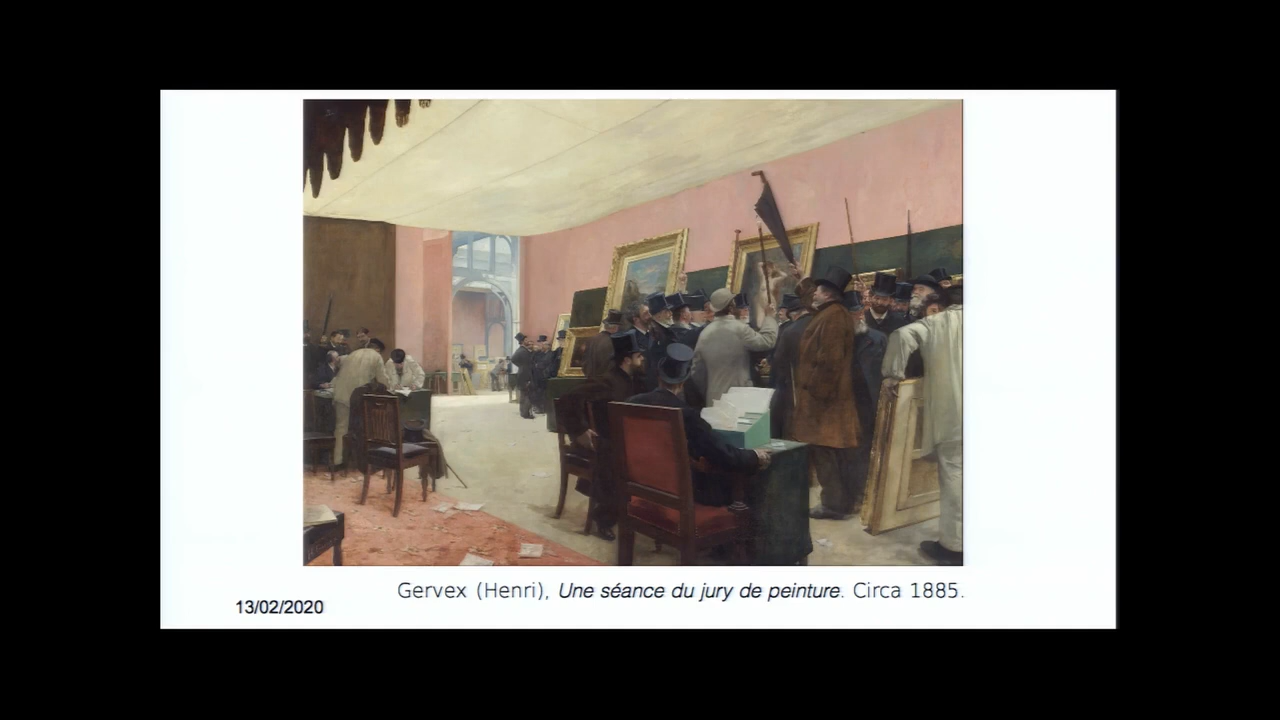 Gervex (Henri), Une séance du jury de peinture. Circa 1885.
13/02/2020